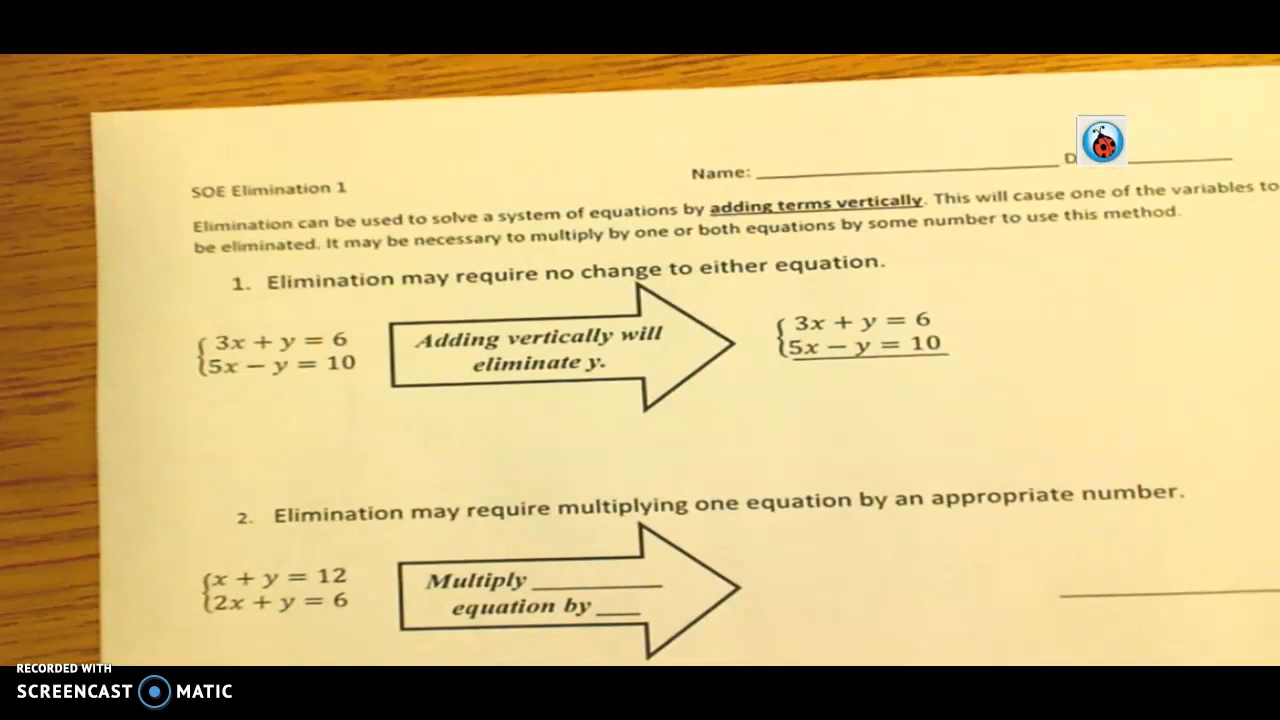 SOE Elimination 1
Name: ____ D ____
Elimination can be used to solve a system of equations by adding terms vertically. This will cause one of the variables to
be eliminated. It may be necessary to multiply by one or both equations by some number to use this method.
1. Elimination may require no change to either equation.
3x + y = 6
5x − y = 10
Adding vertically will
eliminate y.
3x + y = 6
5x − y = 10
2. Elimination may require multiplying one equation by an appropriate number.
x + y = 12
2x + y = 6
Multiply ____
equation by ____
RECORDED WITH
SCREENCAST MATIC